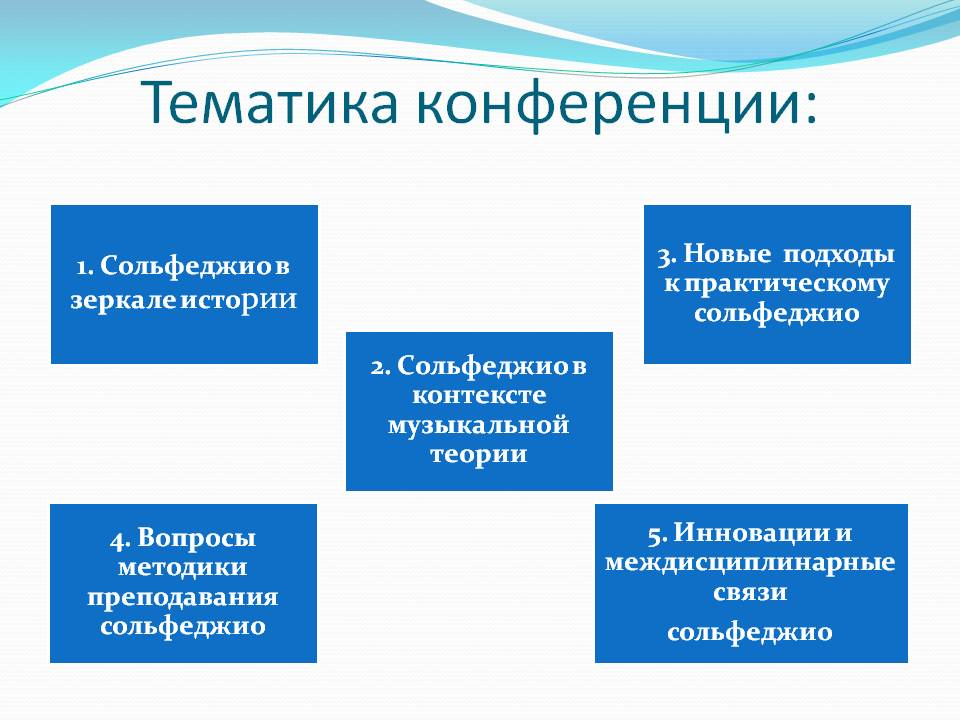 Тематика конференции:
1. Сольфеджио в
зеркале истории
2. Сольфеджио в
контексте
музыкальной
теории
3. Новые подходы
к практическому
сольфеджио
4. Вопросы
методики
преподавания
сольфеджио
5. Инновации и
междисциплинарные
связи
сольфеджио